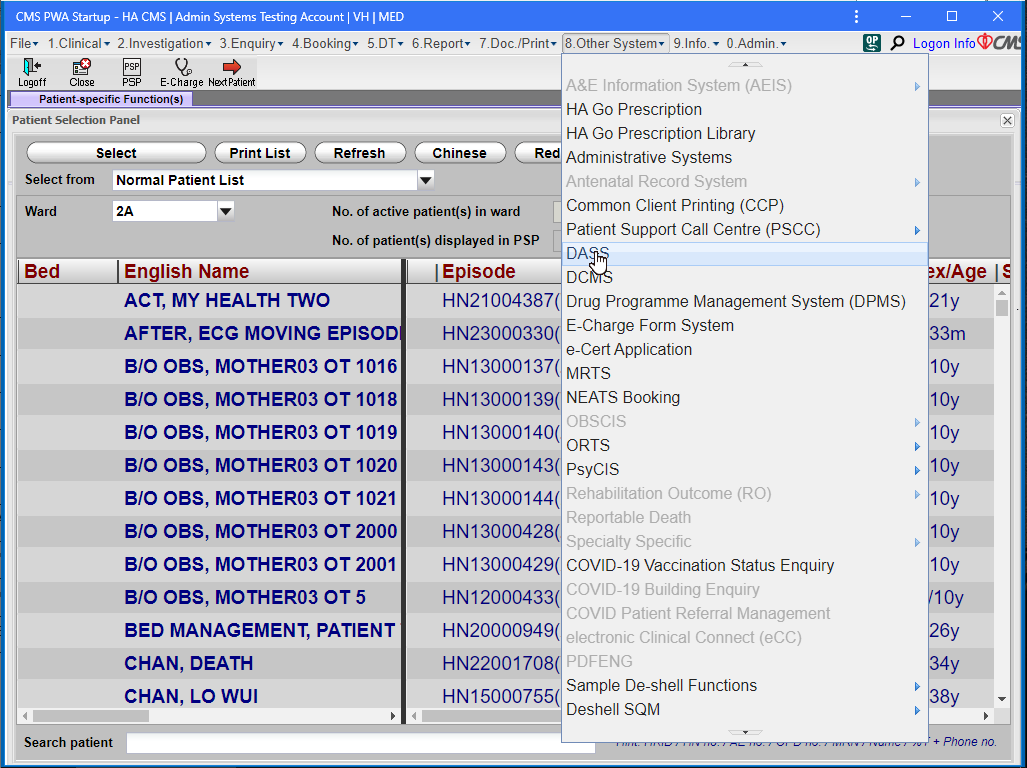 CMS PWA Startup - HA CMS | Admin Systems Testing Account | VH | MED
File 1.Clinical 2.Investigation 3.Enquiry 4.Booking 5.DT 6.Report 7.Doc./Print 8.Other System 9.Info. 0.Admin. OP Logon Info CMS
Logoff Close PSP PSP E-Charge NextPatient
Patient-specific Function(s)
Patient Selection Panel
Select Print List Refresh Chinese Red
Select from Normal Patient List
Ward 2A No. of active patient(s) in ward
No. of patient(s) displayed in PSP
Bed English Name Episode ex/Age S
ACT, MY HEALTH TWO HN21004387( 21y
AFTER, ECG MOVING EPISODI HN23000330( 33m
B/O OBS, MOTHER03 OT 1016 HN13000137( 10y
B/O OBS, MOTHER03 OT 1018 HN13000139( 10y
B/O OBS, MOTHER03 OT 1019 HN13000140( 10y
B/O OBS, MOTHER03 OT 1020 HN13000143( 10y
B/O OBS, MOTHER03 OT 1021 HN13000144( 10y
B/O OBS, MOTHER03 OT 2000 HN13000428( 10y
B/O OBS, MOTHER03 OT 2001 HN13000429( 10y
B/O OBS, MOTHER03 OT 5 HN12000433( /10y
BED MANAGEMENT, PATIENT HN20000949( 26y
CHAN, DEATH HN22001708( 34y
CHAN, LO WUI HN15000755( 38y
Search patient
+ Phone no.
A&E Information System (AEIS)
HA Go Prescription
HA Go Prescription Library
Administrative Systems
Antenatal Record System
Common Client Printing (CCP)
Patient Support Call Centre (PSCC)
DASS
DCMS
Drug Programme Management System (DPMS)
E-Charge Form System
e-Cert Application
MRTS
NEATS Booking
OBSCIS
ORTS
PsyCIS
Rehabilitation Outcome (RO)
Reportable Death
Specialty Specific
COVID-19 Vaccination Status Enquiry
COVID-19 Building Enquiry
COVID Patient Referral Management
electronic Clinical Connect (eCC)
PDFENG
Sample De-shell Functions
Deshell SQM